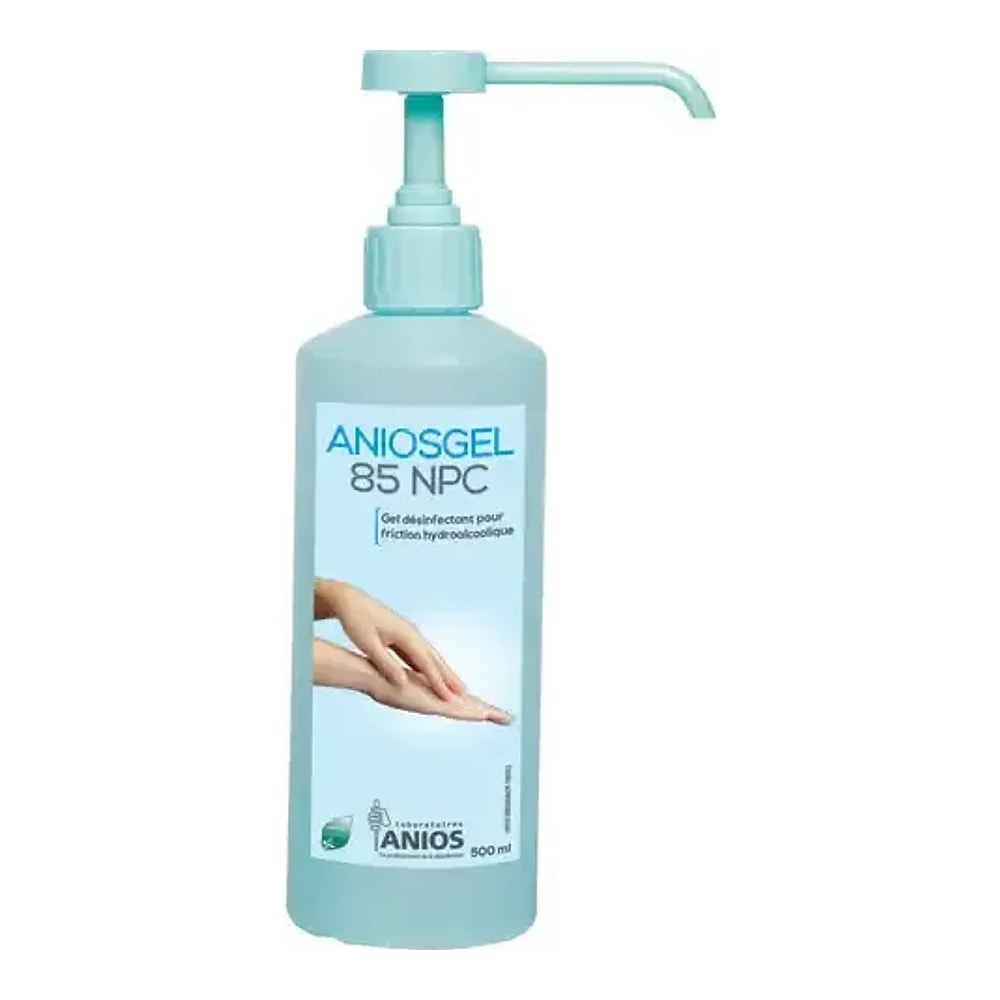 ANIOSGEL
85 NPC
Gel désinfectant pour
friction hydroalcoolique
Laboratoires
ANIOS
500 ml